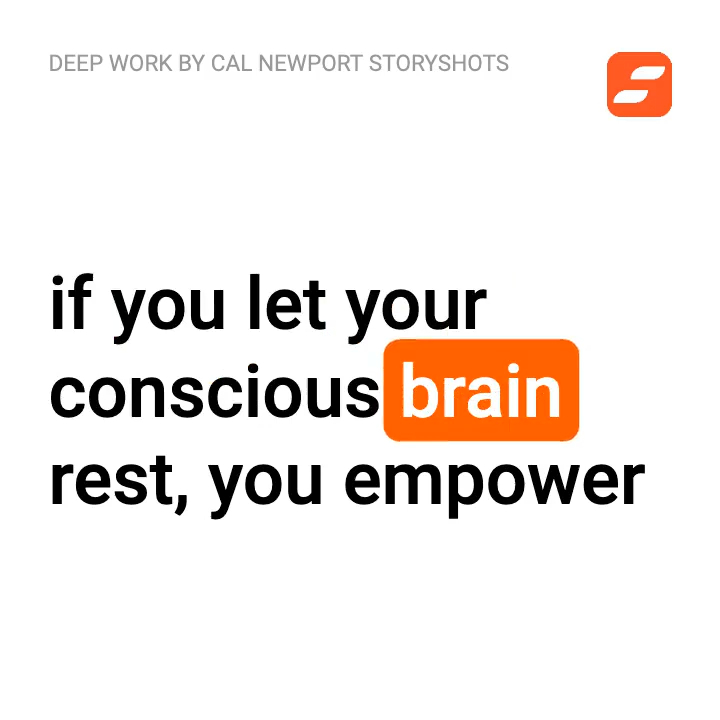 DEEP WORK BY CAL NEWPORT STORYSHOTS
if you let your
conscious brain
rest, you empower